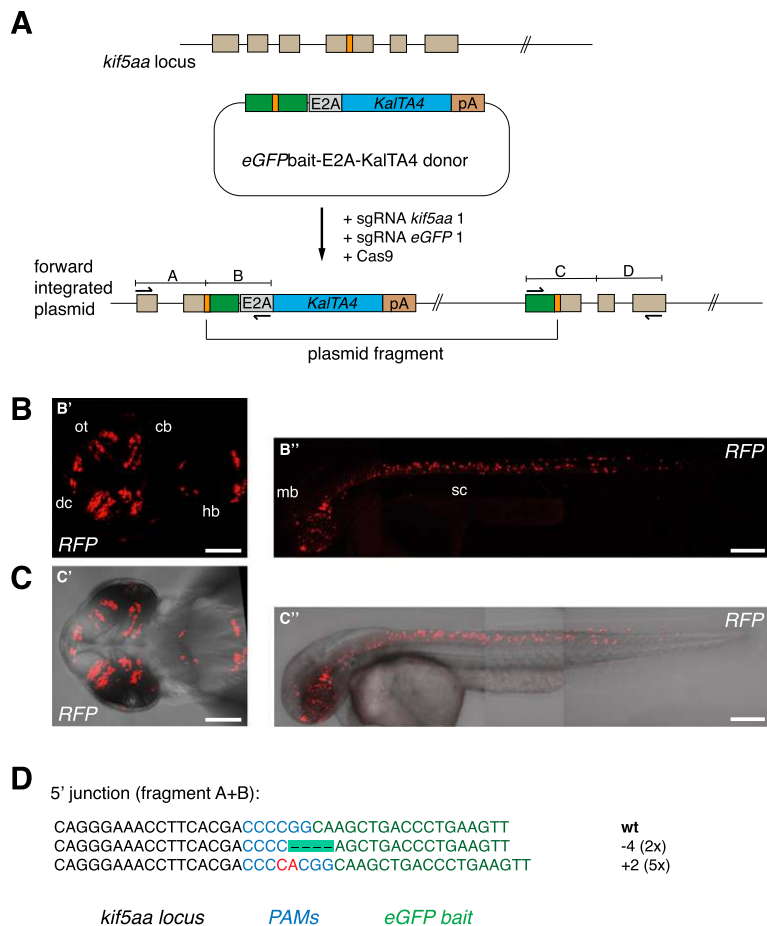 A
kif5aa locus
E2A KalTA4 pA
eGFPbait-E2A-KalTA4 donor
+ sgRNA kif5aa 1
+ sgRNA eGFP 1
+ Cas9
forward
integrated
plasmid
A B C D
E2A KalTA4 pA
plasmid fragment
B
B'
ot cb
dc hb
RFP
B''
RFP
mb
sc
C
C'
RFP
C''
RFP
D
5' junction (fragment A+B):
CAGGGAAACCTTCACGACCCCGGCAAGCTGACCCTGAAGTT wt
CAGGGAAACCTTCACGACCCC----AGCTGACCCTGAAGTT -4 (2x)
CAGGGAAACCTTCACGACCCCACGGCAAGCTGACCCTGAAGTT +2 (5x)
kif5aa locus PAMs eGFP bait